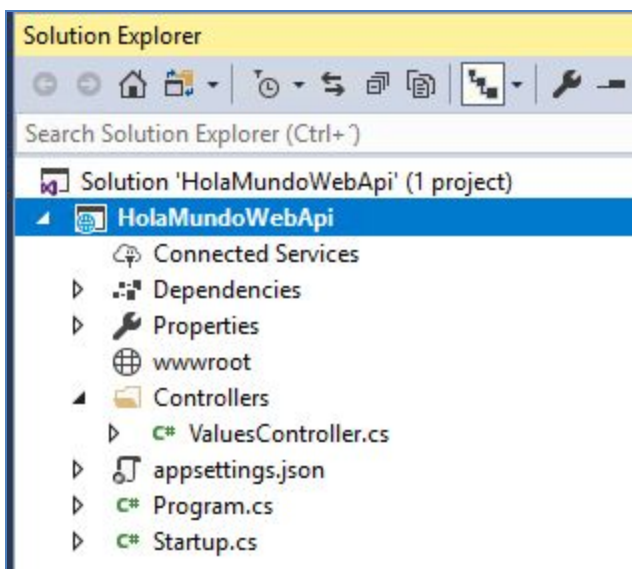 Solution Explorer
Search Solution Explorer (Ctrl+´)
Solution 'HolaMundoWebApi' (1 project)
HolaMundoWebApi
Connected Services
Dependencies
Properties
wwwroot
Controllers
C# ValuesController.cs
appsettings.json
C# Program.cs
C# Startup.cs